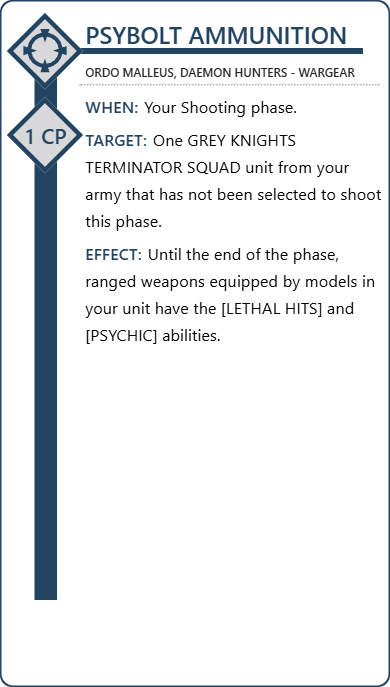 PSYBOLT AMMUNITION
ORDO MALLEUS, DAEMON HUNTERS - WARGEAR
WHEN: Your Shooting phase.
1 CP
TARGET: One GREY KNIGHTS
TERMINATOR SQUAD unit from your
army that has not been selected to shoot
this phase.
EFFECT: Until the end of the phase,
ranged weapons equipped by models in
your unit have the [LETHAL HITS] and
[PSYCHIC] abilities.